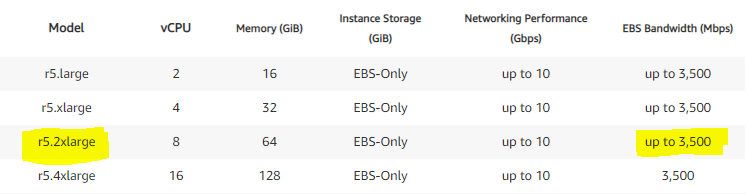 Model vCPU Memory (GiB) Instance Storage (GiB) Networking Performance (Gbps) EBS Bandwidth (Mbps)
r5.large 2 16 EBS-Only up to 10 up to 3,500
r5.xlarge 4 32 EBS-Only up to 10 up to 3,500
r5.2xlarge 8 64 EBS-Only up to 10 up to 3,500
r5.4xlarge 16 128 EBS-Only up to 10 3,500